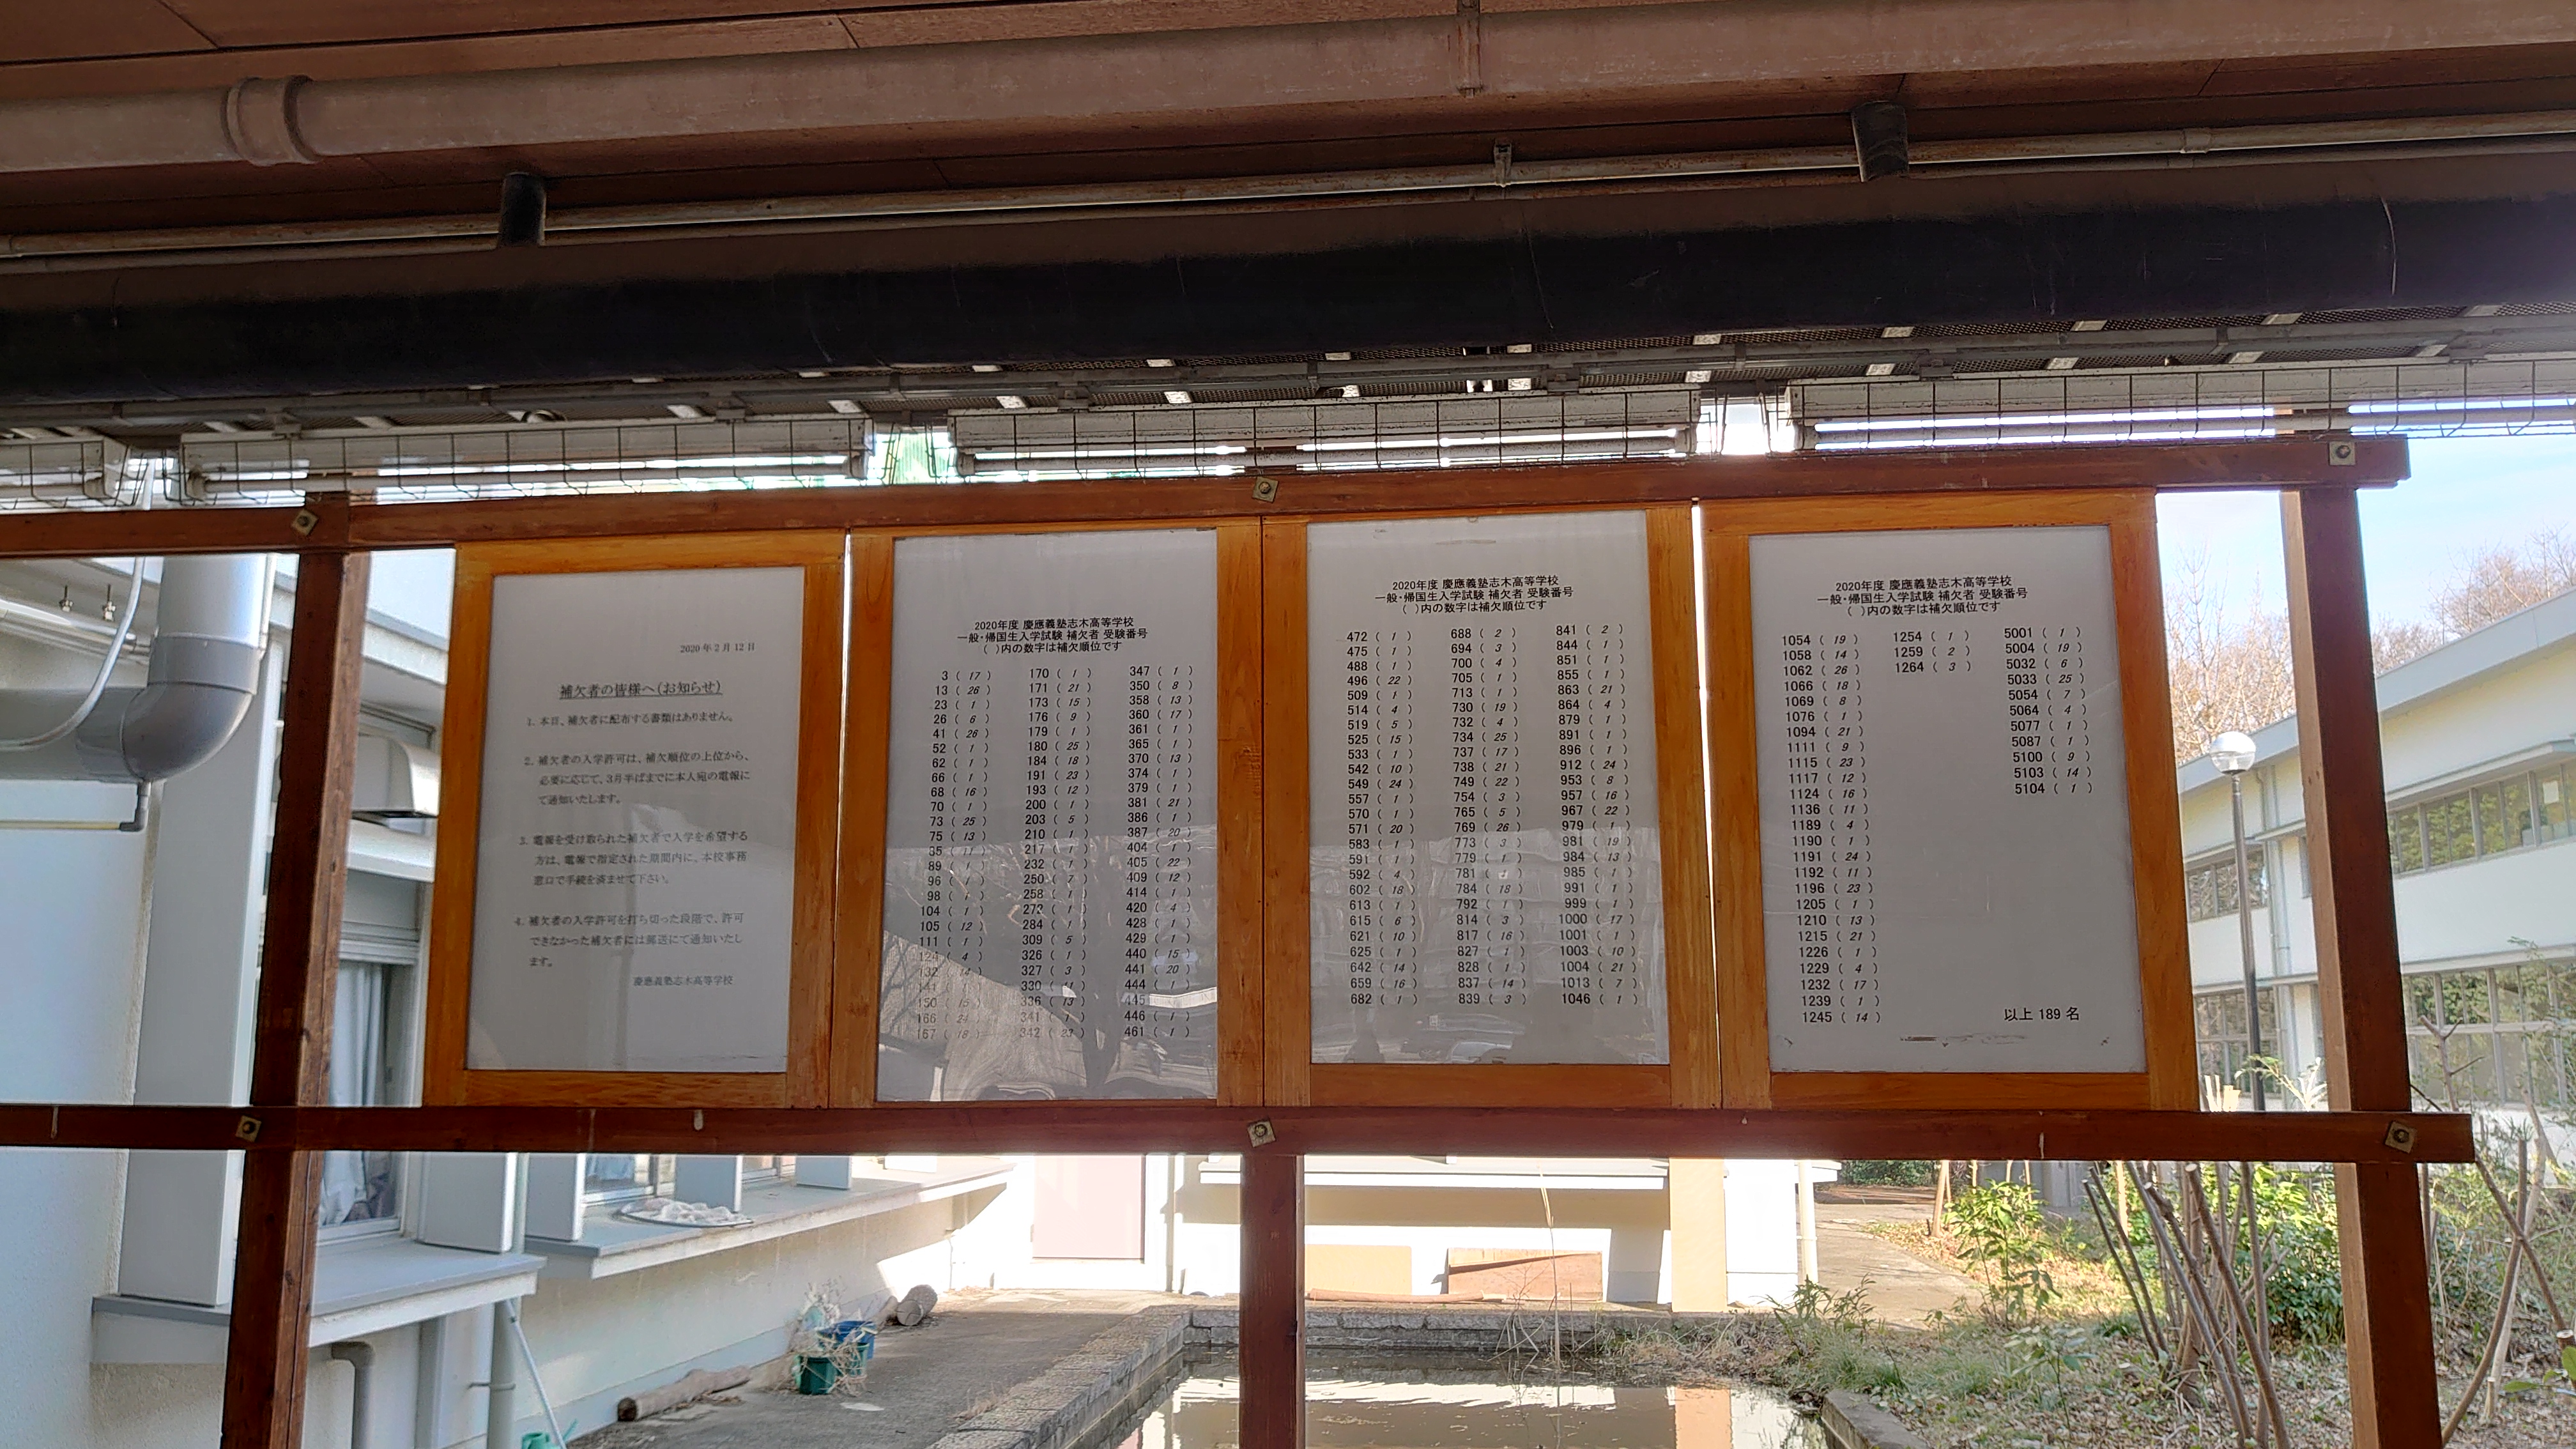 2020年2月12日
補欠者の皆様へ(お知らせ)
1. 本日、補欠者に配布する書類はありません。
2. 補欠者の入学許可は、補欠順位の上位から、
必要に応じて、3月半ばまでに本人宛の電報に
て通知いたします。
3. 電報を受け取られた補欠者で入学を希望する
方は、電報で指定された期間内に、本校事務
窓口で手続を済ませて下さい。
4. 補欠者の入学許可を打ち切った段階で、許可
できなかった補欠者には郵送にて通知いたし
ます。
慶應義塾志木高等学校
2020年度 慶應義塾志木高等学校
一般・帰国生入学試験 補欠者 受験番号
( )内の数字は補欠順位です
3 ( 17 )
13 ( 26 )
23 ( 1 )
26 ( 6 )
41 ( 26 )
52 ( 1 )
62 ( 1 )
66 ( 1 )
68 ( 16 )
70 ( 1 )
73 ( 25 )
75 ( 13 )
85 ( 11 )
89 ( 1 )
96 ( 1 )
98 ( 1 )
104 ( 1 )
105 ( 12 )
111 ( 1 )
124 ( 4 )
132 ( 14 )
141 ( 1 )
150 ( 15 )
166
167
170 ( 1 )
171 ( 21 )
173 ( 15 )
176 ( 9 )
179 ( 1 )
180 ( 25 )
184 ( 18 )
191 ( 23 )
193 ( 12 )
200 ( 1 )
203 ( 5 )
210 ( 1 )
217 ( 1 )
232 ( 1 )
250 ( 7 )
258 ( 1 )
273 ( 1 )
284 ( 1 )
309 ( 5 )
326 ( 1 )
327 ( 3 )
330 ( 11 )
336 ( 13 )
341 ( 1 )
342 ( 23 )
347 ( 1 )
350 ( 8 )
358 ( 13 )
360 ( 17 )
361 ( 1 )
365 ( 1 )
370 ( 13 )
374 ( 1 )
379 ( 1 )
381 ( 21 )
386 ( 1 )
387 ( 20 )
404 ( 1 )
405 ( 22 )
409 ( 12 )
414 ( 1 )
420 ( 4 )
428 ( 1 )
429 ( 1 )
440 ( 15 )
441 ( 20 )
444 ( 1 )
445
446 ( 1 )
461 ( 1 )
2020年度 慶應義塾志木高等学校
一般・帰国生入学試験 補欠者 受験番号
( )内の数字は補欠順位です
472 ( 1 )
475 ( 1 )
488 ( 1 )
496 ( 22 )
509 ( 1 )
514 ( 4 )
519 ( 5 )
525 ( 15 )
533 ( 1 )
542 ( 10 )
549 ( 24 )
557 ( 1 )
570 ( 1 )
571 ( 20 )
583 ( 1 )
591 ( 1 )
592 ( 4 )
602 ( 18 )
613 ( 1 )
615 ( 6 )
621 ( 10 )
625 ( 1 )
642 ( 14 )
659 ( 16 )
682 ( 1 )
688 ( 2 )
694 ( 3 )
700 ( 4 )
705 ( 1 )
713 ( 1 )
730 ( 19 )
732 ( 4 )
734 ( 25 )
737 ( 17 )
738 ( 21 )
749 ( 22 )
754 ( 3 )
765 ( 5 )
769 ( 26 )
773 ( 3 )
779 ( 1 )
781
784 ( 18 )
792 ( 1 )
814 ( 3 )
817 ( 16 )
827 ( 1 )
828 ( 1 )
837 ( 14 )
839 ( 3 )
841 ( 2 )
844 ( 1 )
851 ( 1 )
855 ( 1 )
863 ( 21 )
864 ( 4 )
879 ( 1 )
891 ( 1 )
896 ( 1 )
912 ( 24 )
953 ( 8 )
957 ( 16 )
967 ( 22 )
979 ( 1 )
981 ( 19 )
984 ( 13 )
985 ( 1 )
991 ( 1 )
999 ( 1 )
1000 ( 17 )
1001 ( 1 )
1003 ( 10 )
1004 ( 21 )
1013 ( 7 )
1046 ( 1 )
2020年度 慶應義塾志木高等学校
一般・帰国生入学試験 補欠者 受験番号
( )内の数字は補欠順位です
1054 ( 19 )
1058 ( 14 )
1062 ( 26 )
1066 ( 18 )
1069 ( 8 )
1076 ( 1 )
1094 ( 21 )
1111 ( 9 )
1115 ( 23 )
1117 ( 12 )
1124 ( 16 )
1136 ( 11 )
1189 ( 4 )
1190 ( 1 )
1191 ( 24 )
1192 ( 11 )
1196 ( 23 )
1205 ( 1 )
1210 ( 13 )
1215 ( 21 )
1226 ( 1 )
1229 ( 4 )
1232 ( 17 )
1239 ( 1 )
1245 ( 14 )
1254 ( 1 )
1259 ( 2 )
1264 ( 3 )
5001 ( 1 )
5004 ( 19 )
5032 ( 6 )
5033 ( 25 )
5054 ( 7 )
5064 ( 4 )
5077 ( 1 )
5087 ( 1 )
5100 ( 9 )
5103 ( 14 )
5104 ( 1 )
以上 189 名